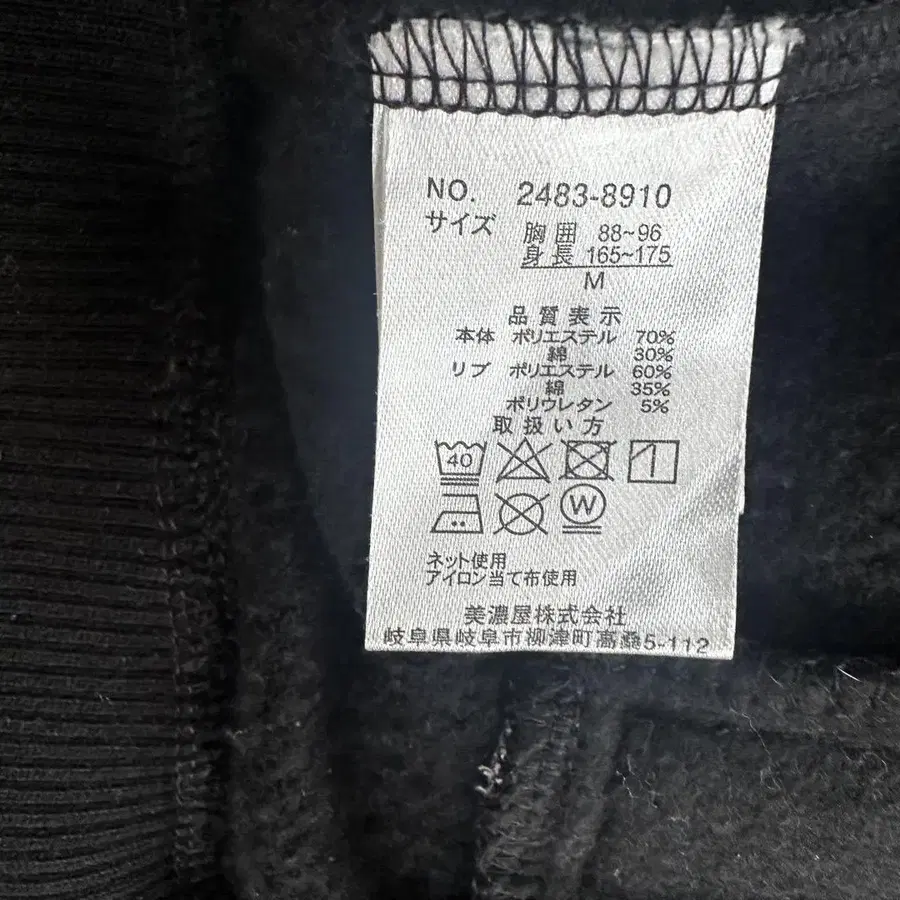 NO. 2483-8910
サイズ 胸囲 88~96
身長 165~175
M
品質表示
本体 ポリエステル 70%
綿 30%
リブ ポリエステル 60%
綿 35%
ポリウレタン 5%
取扱い方
40
W
ネット使用
アイロン当て布使用
美濃屋株式会社
岐阜県岐阜市柳津町高桑5-112